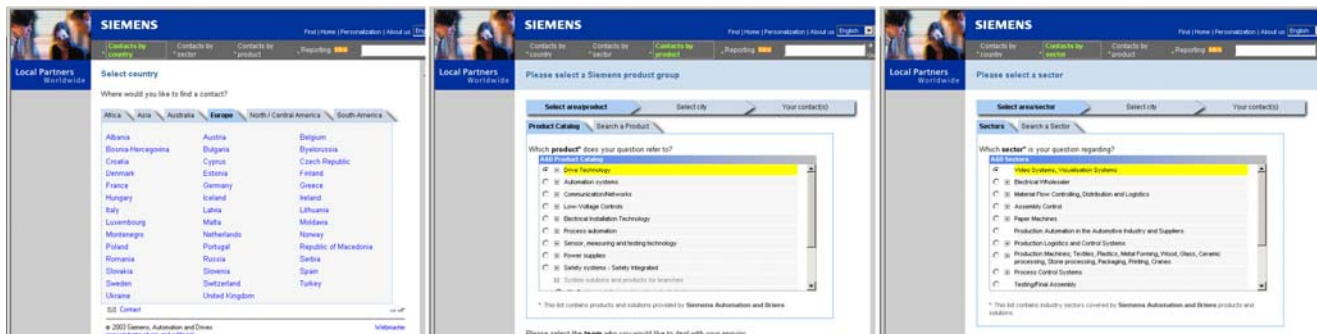 SIEMENS
Find | Home | Personalization | About us
Contacts by country
Contacts by sector
Contacts by product
Reporting
Local Partners
Worldwide
Select country
Where would you like to find a contact?
Africa Asia Australia Europe North / Central America South America
Albania Austria Belgium
Bosnia-Hercegovina Bulgaria Byelorussia
Croatia Cyprus Czech Republic
Denmark Estonia Finland
France Germany Greece
Hungary Iceland Ireland
Italy Latvia Lithuania
Luxembourg Malta Moldavia
Montenegro Netherlands Norway
Poland Portugal Republic of Macedonia
Romania Russia Serbia
Slovakia Slovenia Spain
Sweden Switzerland Turkey
Ukraine United Kingdom
Contact
© 2003 Siemens, Automation and Drives
Webmaster
SIEMENS
Find | Home | Personalization | About us English
Contacts by country
Contacts by sector
Contacts by product
Reporting
Local Partners
Worldwide
Please select a Siemens product group
Select area/product Select city Your contact(s)
Product Catalog Search a Product
Which product* does your question refer to?
A&D Product Catalog
Drive Technology
Automation systems
Communication/Networks
Low-Voltage Controls
Electrical Installation Technology
Process automation
Sensor, measuring and testing technology
Power supplies
Safety systems - Safety Integrated
System solutions and products for branches
* This list contains products and solutions provided by Siemens Automation and Drives
Please select the team who you would like to deal with your enquiry
SIEMENS
Find | Home | Personalization | About us English
Contacts by country
Contacts by sector
Contacts by product
Reporting
Local Partners
Worldwide
Please select a sector
Select area/sector Select city Your contact(s)
Sectors Search a Sector
Which sector* is your question regarding?
A&D Sectors
Video Systems, Visualisation Systems
Electrical Wholesaler
Material Flow Controlling, Distribution and Logistics
Assembly Control
Paper Machines
Production Automation in the Automotive Industry and Suppliers
Production Logistics and Control Systems
Production Machines; Textiles, Plastics, Metal Forming, Wood, Glass, Ceramic
processing, Stone processing, Packaging, Printing, Cranes
Process Control Systems
Testing/Final Assembly
* This list contains industry sectors covered by Siemens Automation and Drives products and
solutions.